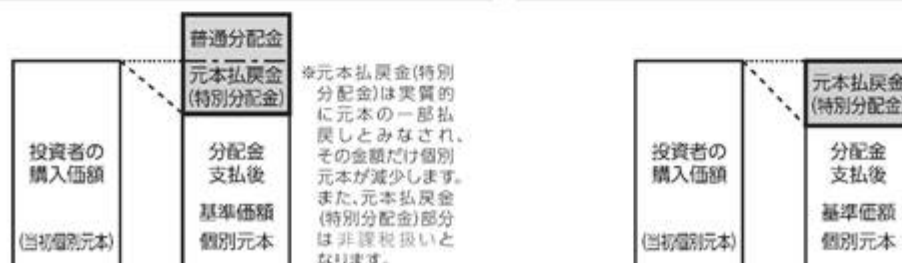 普通分配金
元本払戻金
(特別分配金)
投資者の
購入価額
(当初個別元本)
分配金
支払後
基準価額
個別元本
※元本払戻金(特別
分配金)は実質的
に元本の一部払
戻しとみなされ、
その金額だけ個別
元本が減少します。
また、元本払戻金
(特別分配金)部分
は非課税扱いと
なります。
元本払戻金
(特別分配金
投資者の
購入価額
(当初個別元本)
分配金
支払後
基準価額
個別元本